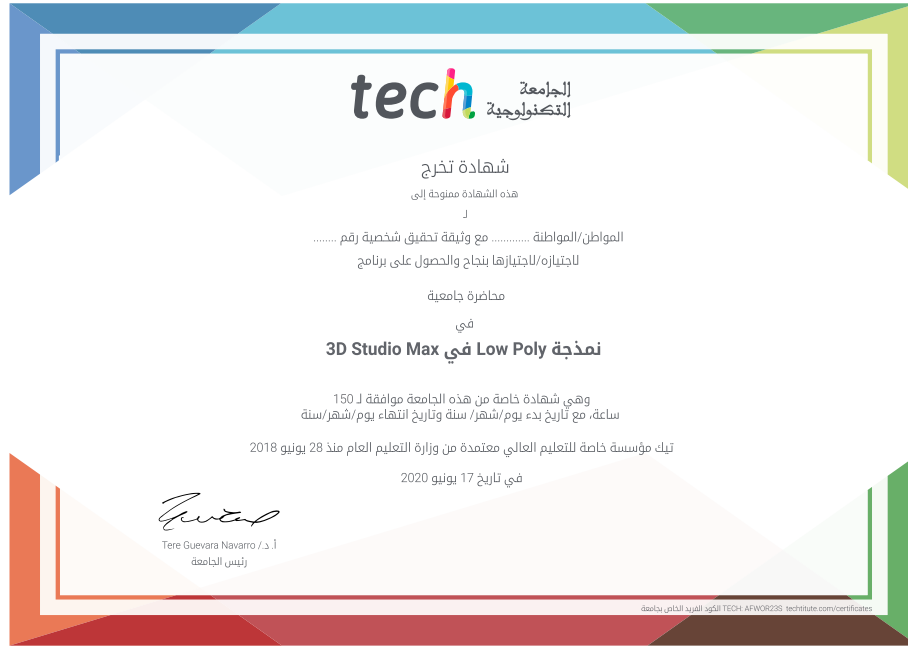 tech الجامعة
التكنولوجية
شهادة تخرج
هذه الشهادة ممنوحة إلى
لـ
المواطن/المواطنة ............ مع وثيقة تحقيق شخصية رقم ........
لاجتيازه/لاجتيازها بنجاح والحصول على برنامج
محاضرة جامعية
في
نمذجة Low Poly في 3D Studio Max
وهي شهادة خاصة من هذه الجامعة موافقة لـ 150
ساعة، مع تاريخ بدء يوم/شهر/ سنة وتاريخ انتهاء يوم/شهر/سنة
تيك مؤسسة خاصة للتعليم العالي معتمدة من وزارة التعليم العام منذ 28 يونيو 2018
في تاريخ 17 يونيو 2020
أ. د./ Tere Guevara Navarro
رئيس الجامعة
الكود الفريد الخاص بجامعة TECH: AFWOR23S techtitute.com/certificates